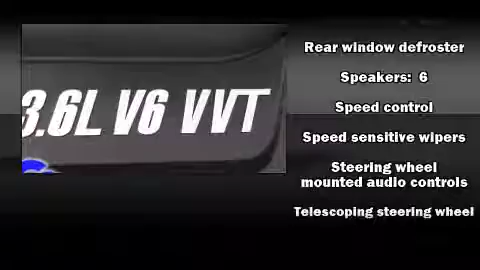 3.6L V6 VVT
Rear window defroster
Speakers: 6
Speed control
Speed sensitive wipers
Steering wheel
mounted audio controls
Telescoping steering wheel